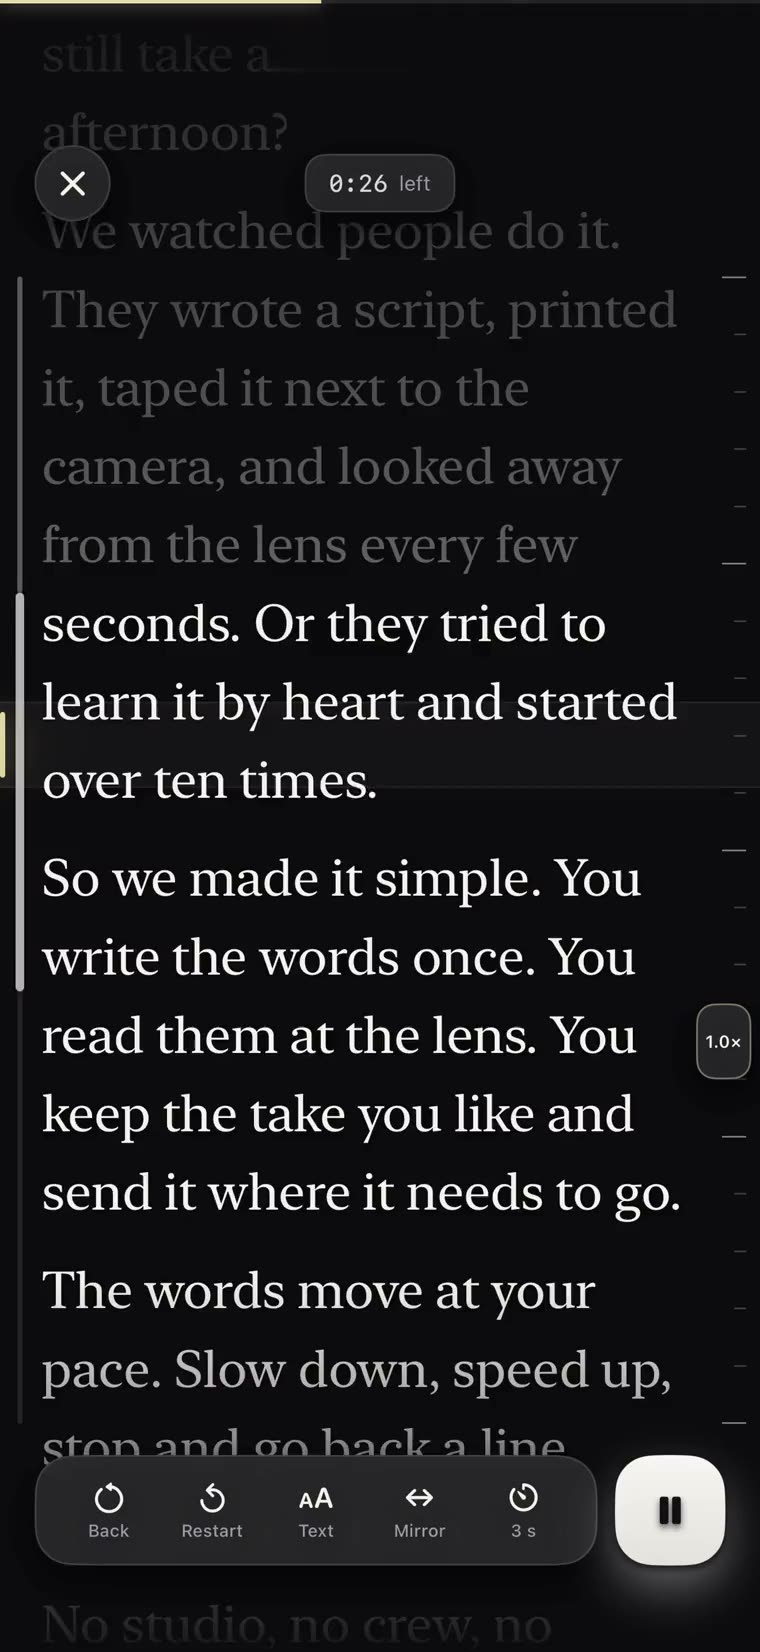 still take a
afternoon?
0:26 left
We watched people do it.
They wrote a script, printed
it, taped it next to the
camera, and looked away
from the lens every few
seconds. Or they tried to
learn it by heart and started
over ten times.
So we made it simple. You
write the words once. You
read them at the lens. You
1.0×
keep the take you like and
send it where it needs to go.
The words move at your
pace. Slow down, speed up,
stop and go back a line
AA
Back Restart Text Mirror 3 s
No studio, no crew, no